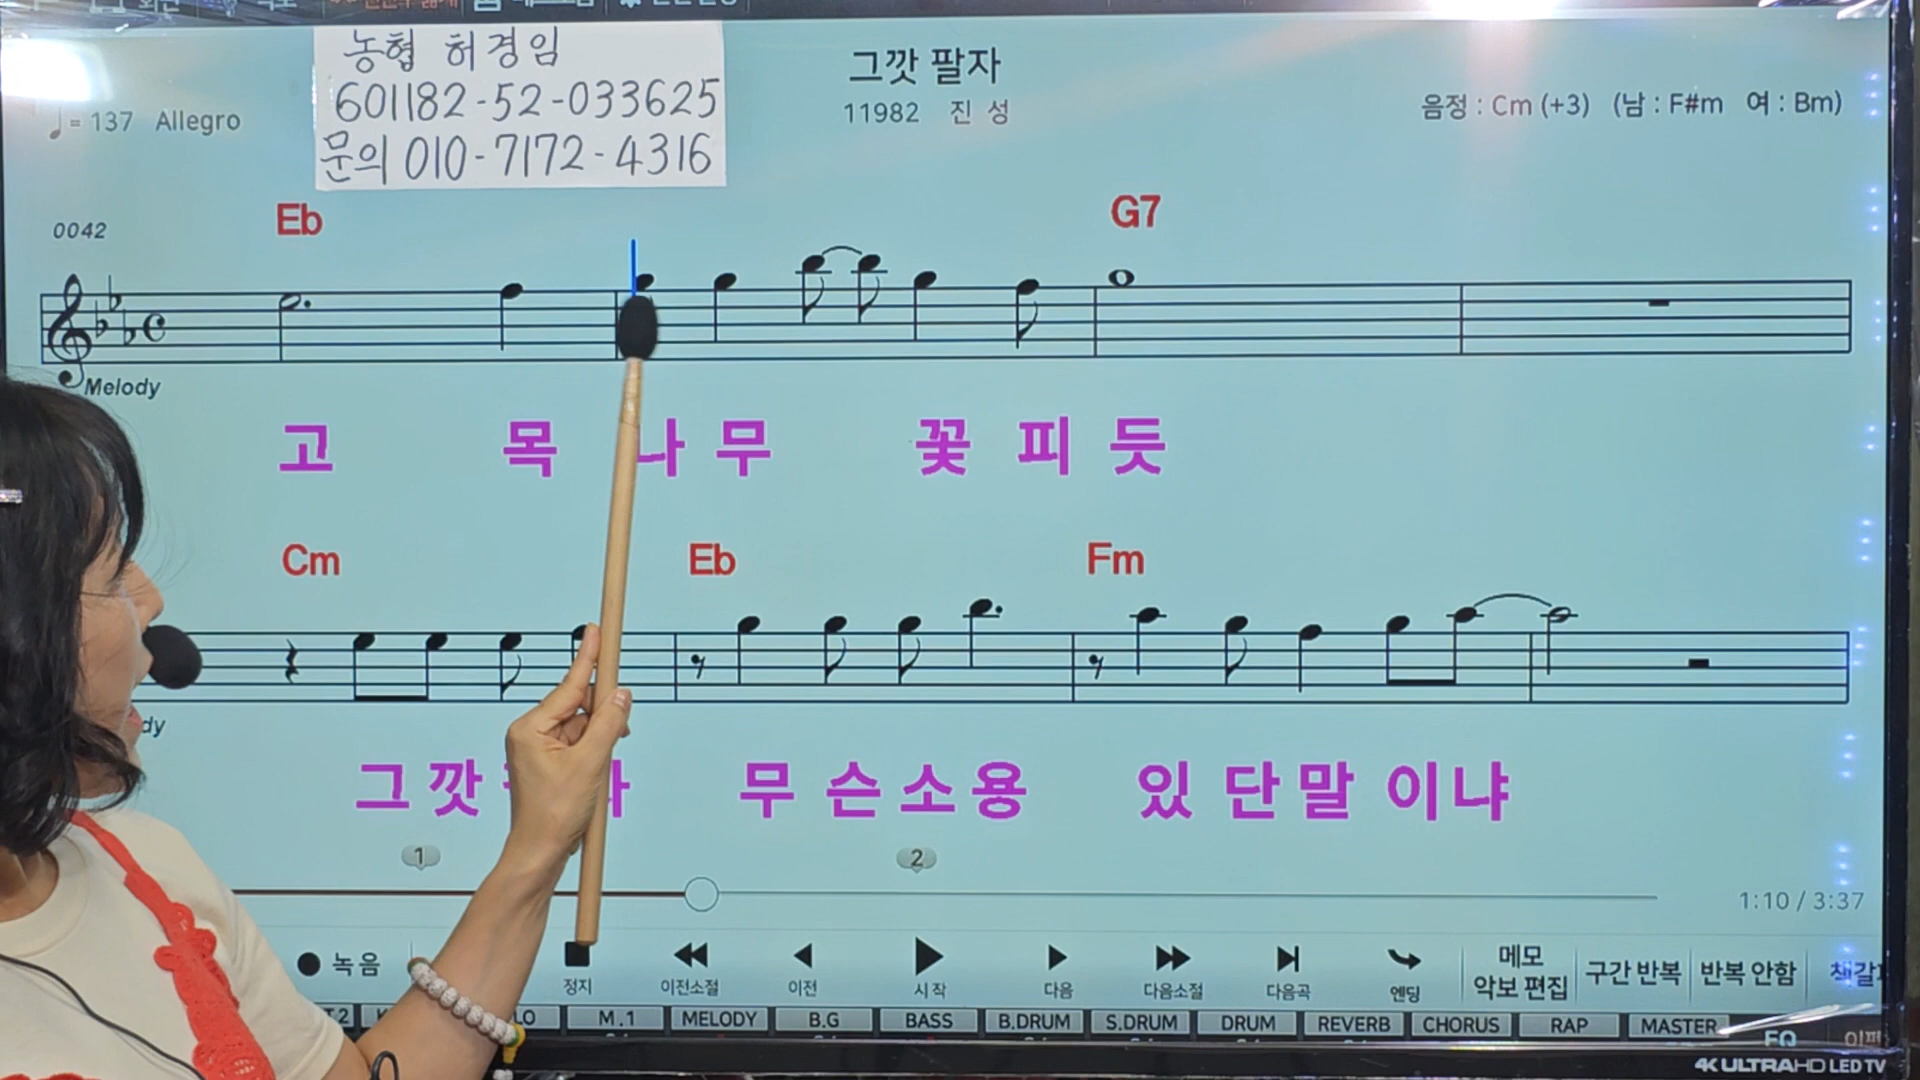 농협 허경임
601182-52-033625
문의 010-7172-4316
그깟 팔자
11982 진 성
= 137 Allegro
음정 : Cm (+3) (남 : F#m 여 : Bm)
0042
Eb G7
Melody
고 목 나 무 꽃 피 듯
Cm Eb Fm
dy
그 깟 무 슨 소 용 있 단 말 이 냐
1 2
1:10 / 3:37
녹음 정지 이전소절 이전 시작 다음 다음소절 다음곡 엔딩 메모 악보 편집 구간 반복 반복 안함
M.1 MELODY B.G BASS B.DRUM S.DRUM DRUM REVERB CHORUS RAP MASTER
EQ
4K ULTRA HD LED TV